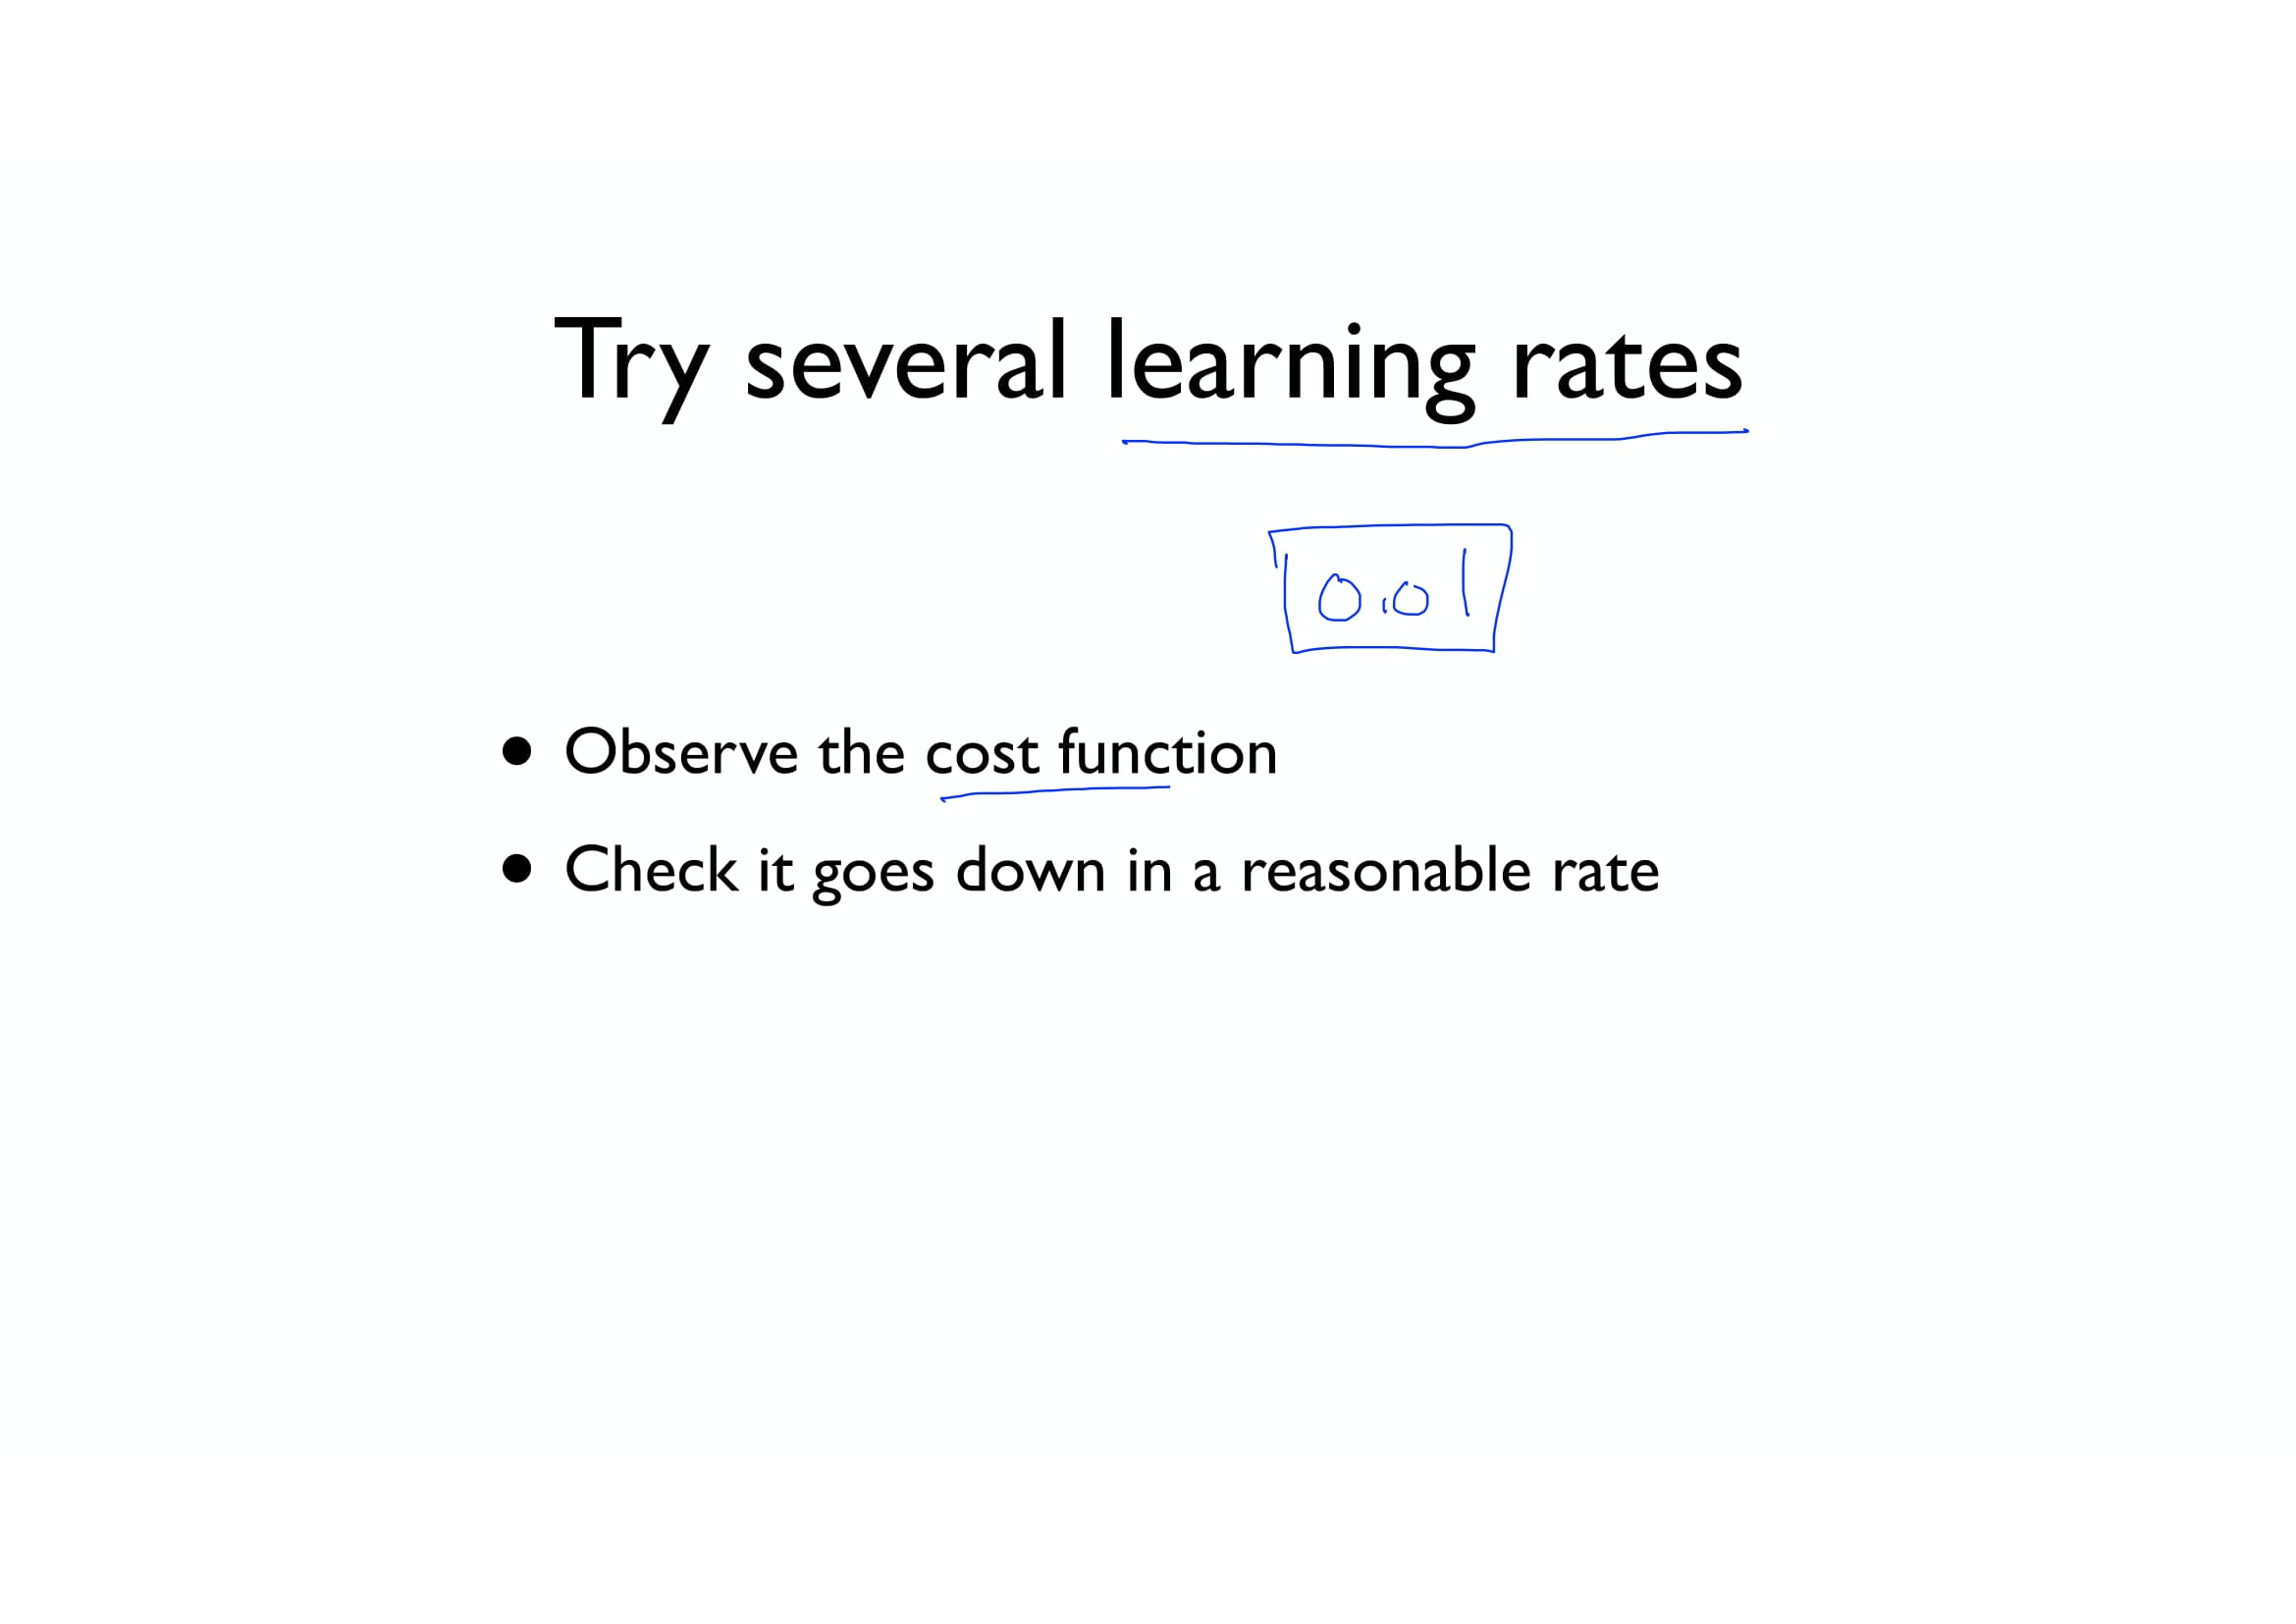 Try several learning rates
0.01
● Observe the cost function
● Check it goes down in a reasonable rate